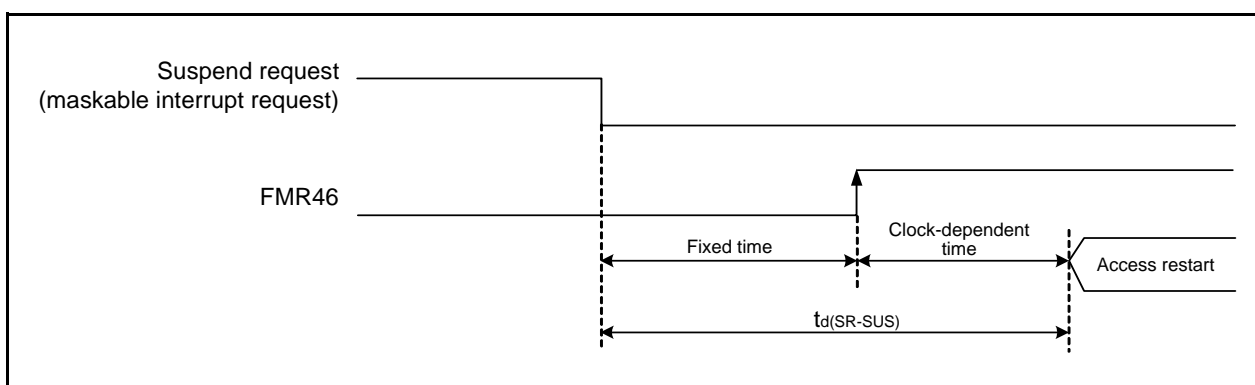 Suspend request
(maskable interrupt request)
FMR46
Fixed time
Clock-dependent
time
Access restart
td(SR-SUS)